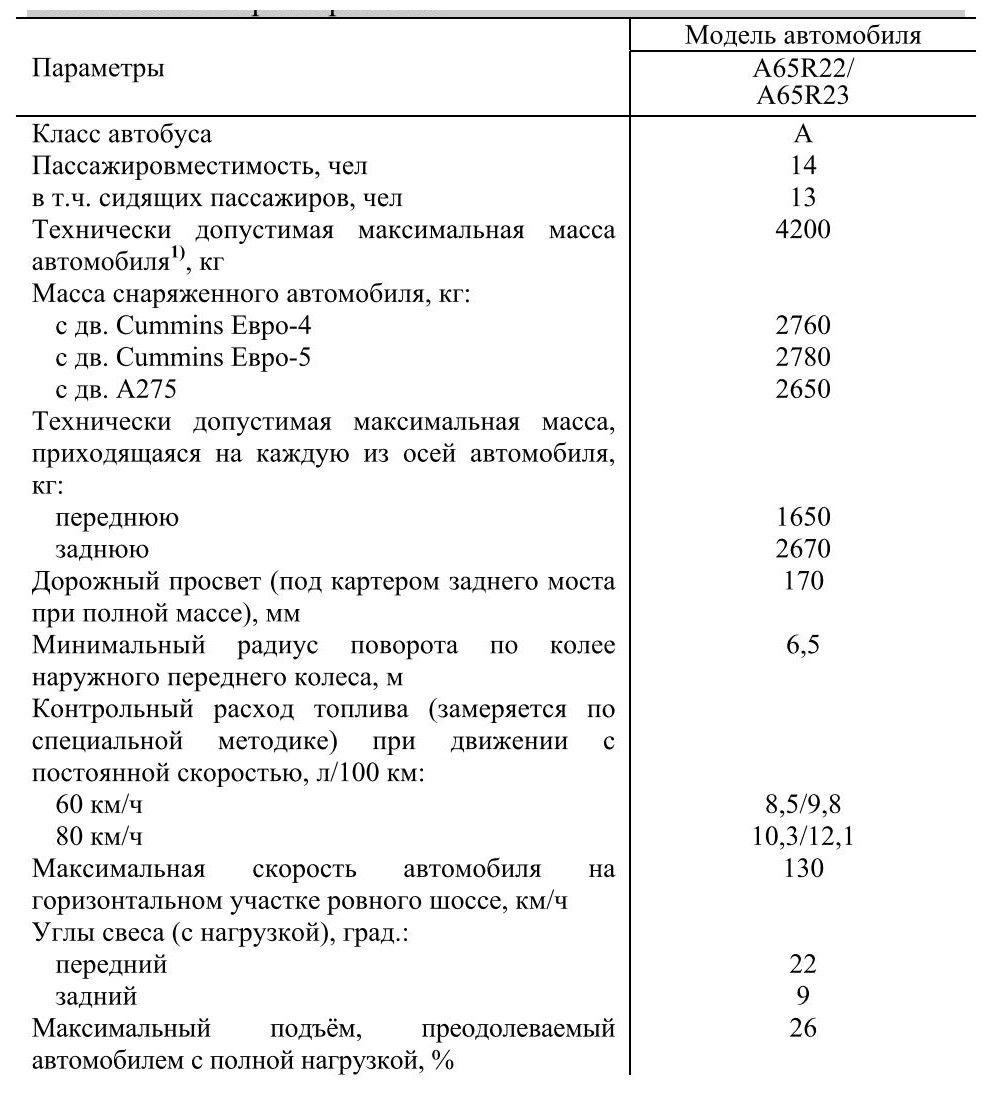 Модель автомобиля
Параметры
A65R22/
A65R23
Класс автобуса
А
Пассажировместимость, чел
14
в т.ч. сидящих пассажиров, чел
13
Технически допустимая максимальная масса
4200
автомобиля1), кг
Масса снаряженного автомобиля, кг:
с дв. Cummins Евро-4
2760
с дв. Cummins Евро-5
2780
с дв. А275
2650
Технически допустимая максимальная масса,
приходящаяся на каждую из осей автомобиля,
кг:
переднюю
1650
заднюю
2670
Дорожный просвет (под картером заднего моста
170
при полной массе), мм
Минимальный радиус поворота по колее
6,5
наружного переднего колеса, м
Контрольный расход топлива (замеряется по
специальной методике) при движении с
постоянной скоростью, л/100 км:
60 км/ч
8,5/9,8
80 км/ч
10,3/12,1
Максимальная скорость автомобиля на
130
горизонтальном участке ровного шоссе, км/ч
Углы свеса (с нагрузкой), град.:
передний
22
задний
9
Максимальный подъём, преодолеваемый
26
автомобилем с полной нагрузкой, %